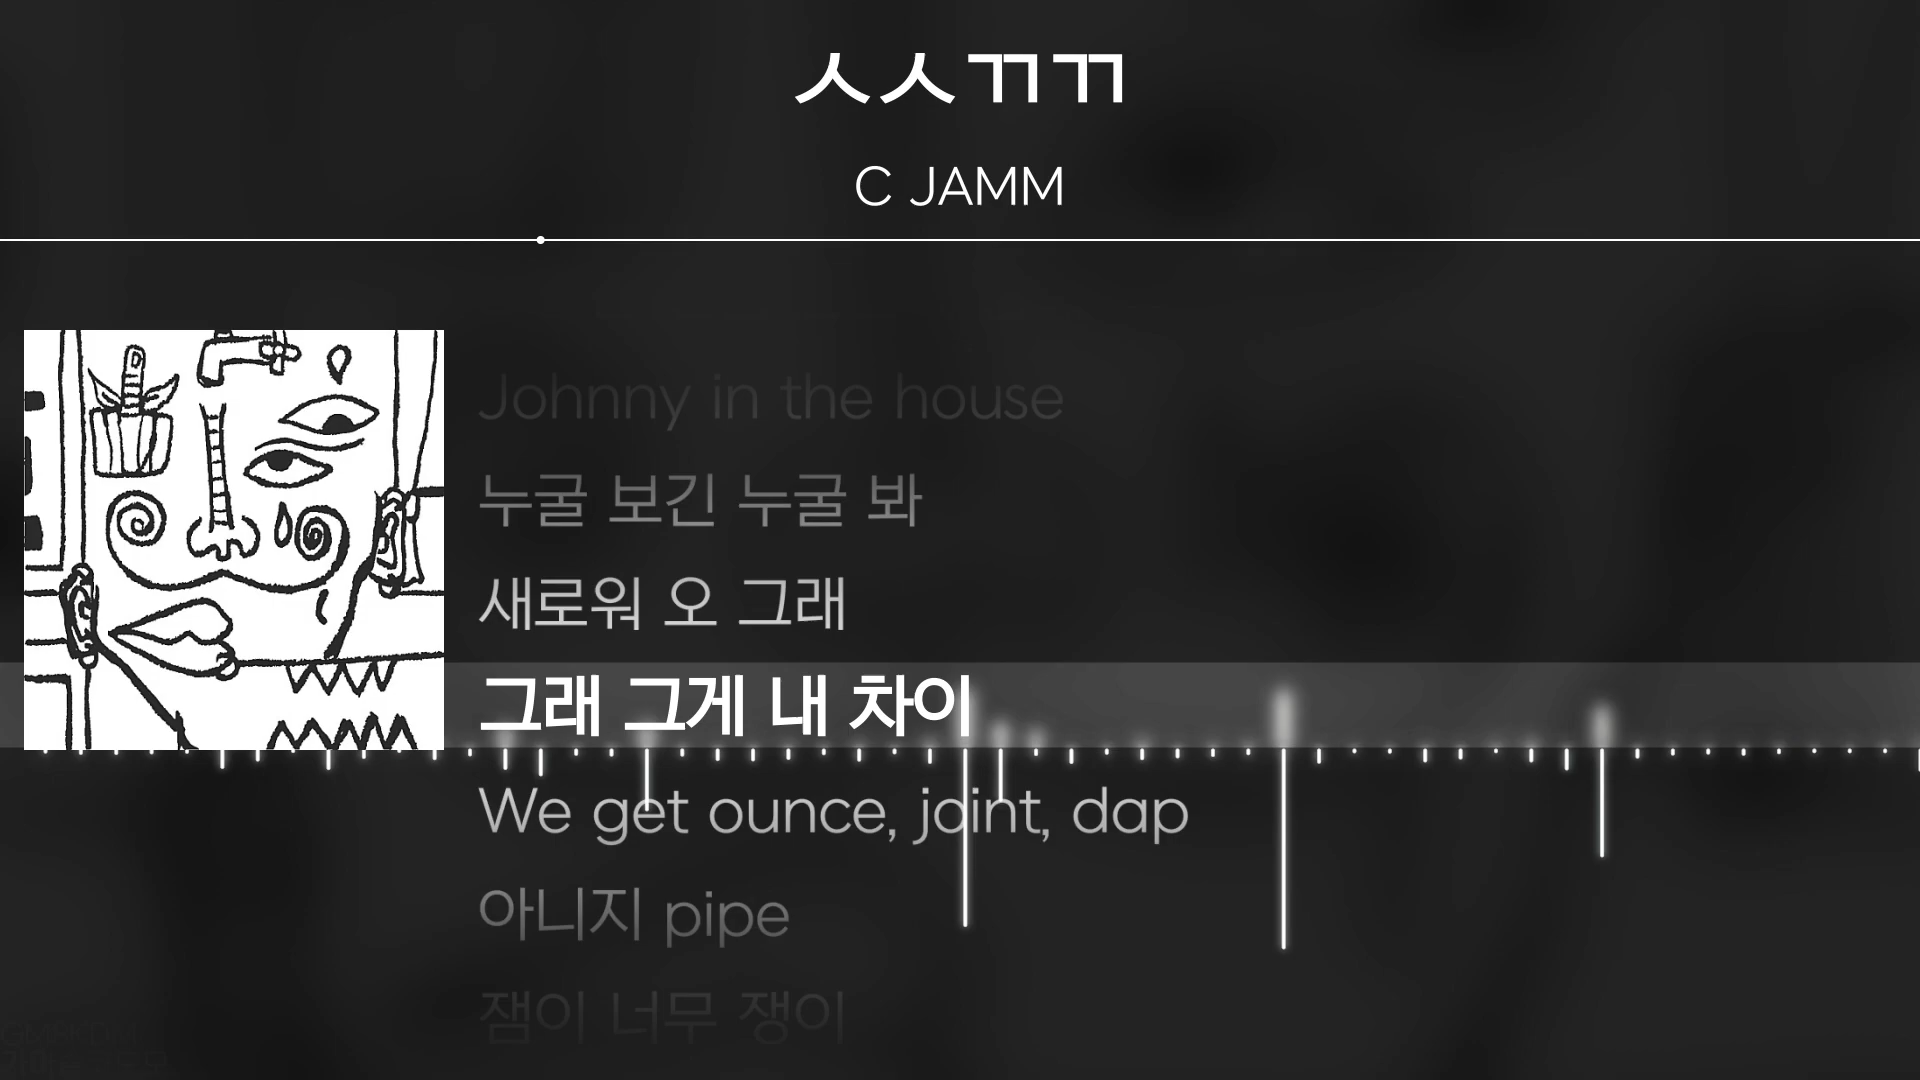 ㅅㅅㄲㄲ
C JAMM
Johnny in the house
누굴 보긴 누굴 봐
새로워 오 그래
그래 그게 내 차이
We get ounce, joint, dap
아니지 pipe
잼이 너무 쟁이